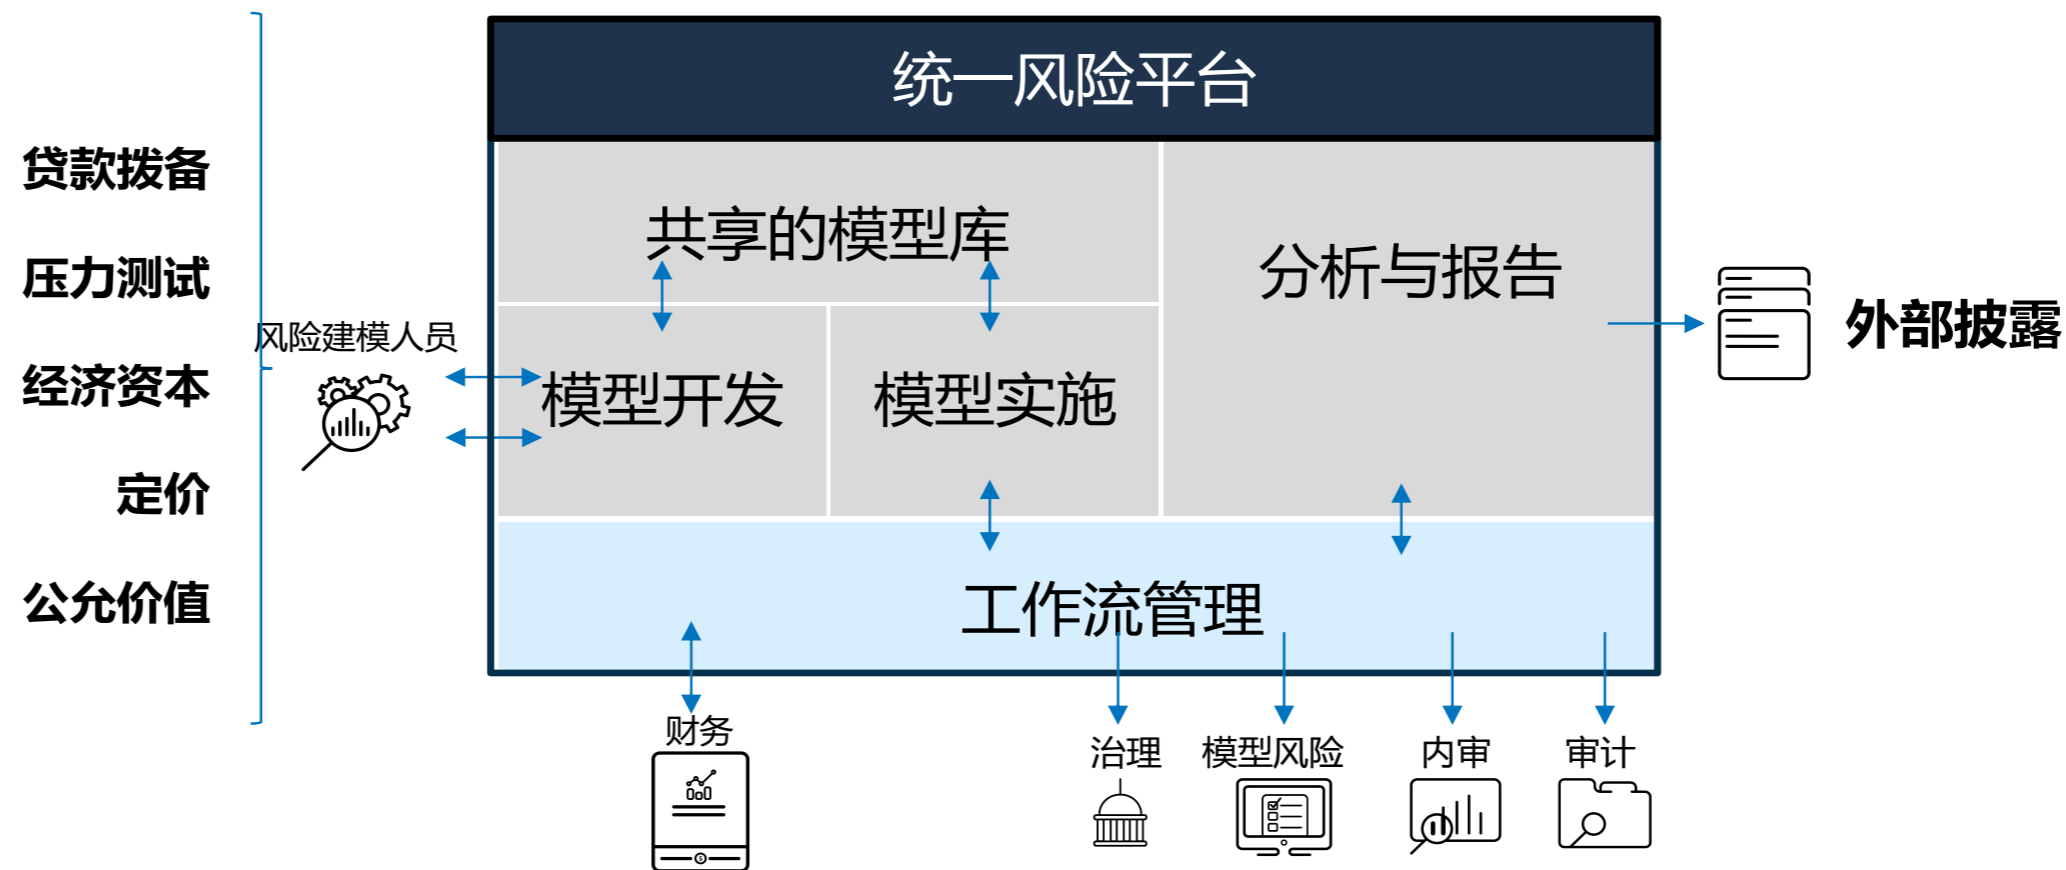 统一风险平台
贷款拨备
压力测试
经济资本
定价
公允价值
风险建模人员
共享的模型库
分析与报告
模型开发
模型实施
外部披露
工作流管理
财务
治理
模型风险
内审
审计